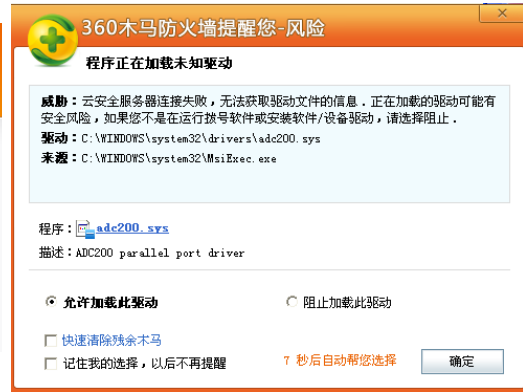 360木马防火墙提醒您-风险
程序正在加载未知驱动
威胁：云安全服务器连接失败，无法获取驱动文件的信息．正在加载的驱动可能有
安全风险，如果您不是在运行拨号软件或安装软件/设备驱动，请选择阻止．
驱动：C:\WINDOWS\system32\drivers\adc200.sys
来源：C:\WINDOWS\system32\MsiExec.exe
程序：adc200.sys
描述：ADC200 parallel port driver
允许加载此驱动 阻止加载此驱动
快速清除残余木马
记住我的选择，以后不再提醒 7 秒后自动帮您选择 确定